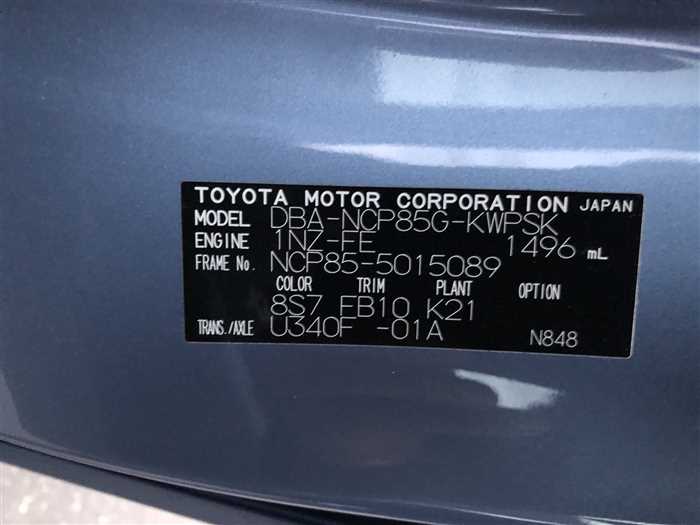 TOYOTA MOTOR CORPORATION JAPAN
MODEL DBA-NCP85G-KWPSK
ENGINE 1NZ-FE 1496 mL
FRAME No. NCP85-5015089
COLOR TRIM PLANT OPTION
8S7 FB10 K21
TRANS./AXLE U340F -01A N848